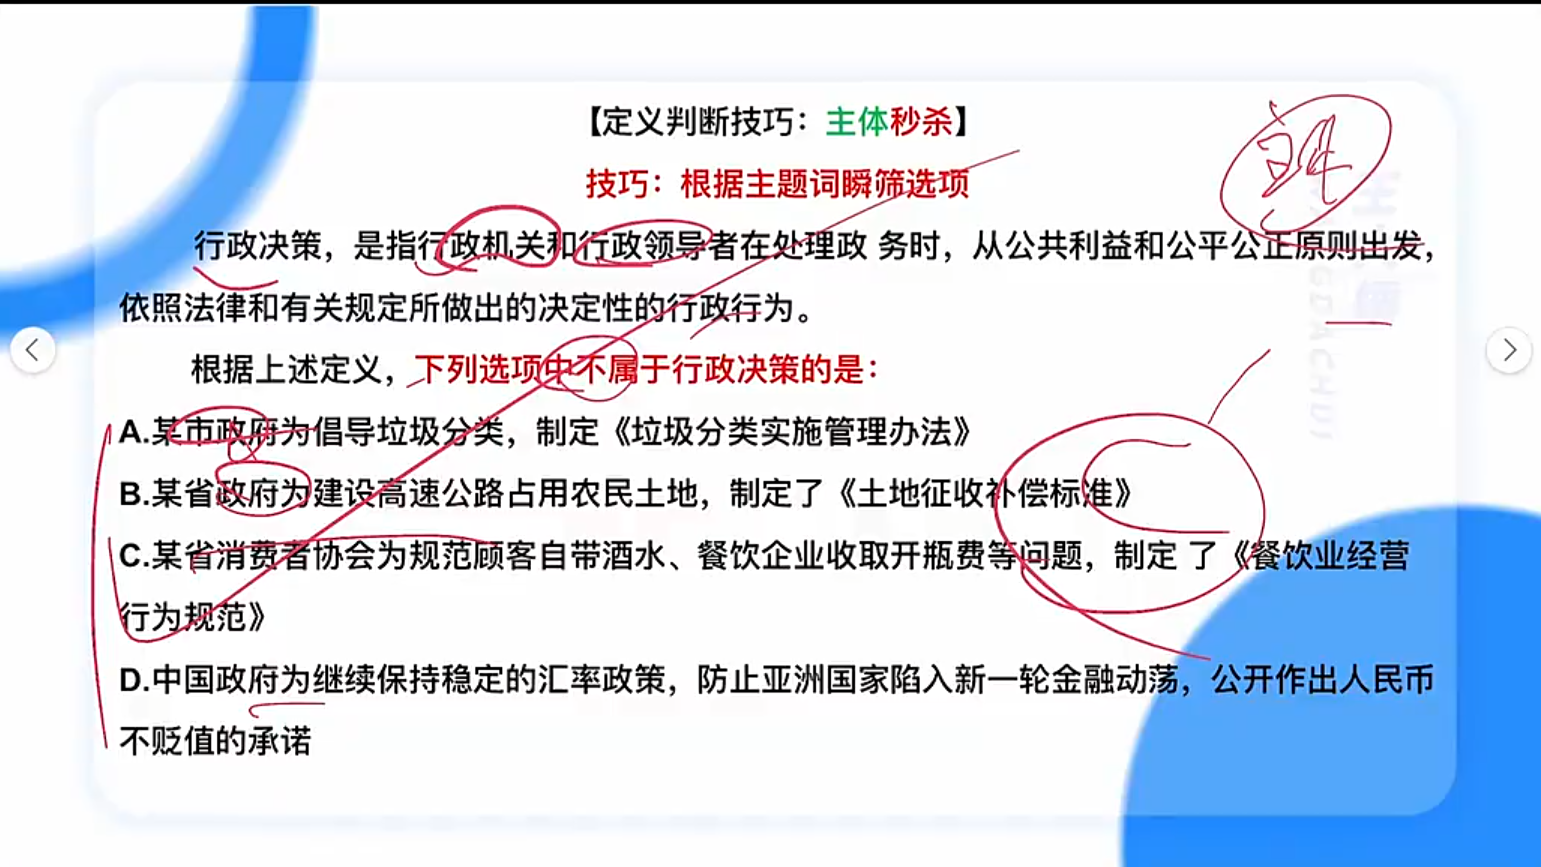 【定义判断技巧：主体秒杀】
技巧：根据主题词瞬筛选项
行政决策，是指行政机关和行政领导者在处理政 务时，从公共利益和公平公正原则出发，
依照法律和有关规定所做出的决定性的行政行为。
根据上述定义，下列选项中不属于行政决策的是：
A.某市政府为倡导垃圾分类，制定《垃圾分类实施管理办法》
B.某省政府为建设高速公路占用农民土地，制定了《土地征收补偿标准》
C.某省消费者协会为规范顾客自带酒水、餐饮企业收取开瓶费等问题，制定 了《餐饮业经营
行为规范》
D.中国政府为继续保持稳定的汇率政策，防止亚洲国家陷入新一轮金融动荡，公开作出人民币
不贬值的承诺